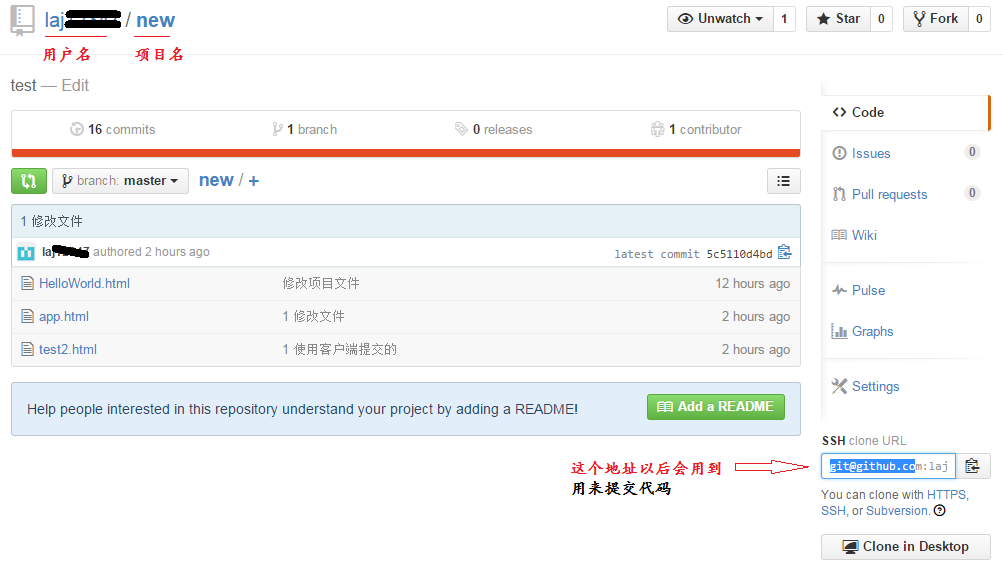 laj / new
Unwatch 1 Star 0 Fork 0
用户名 项目名
test — Edit
16 commits 1 branch 0 releases 1 contributor
branch: master new / +
1 修改文件
laj authored 2 hours ago latest commit 5c5110d4bd
HelloWorld.html 修改项目文件 12 hours ago
app.html 1 修改文件 2 hours ago
test2.html 1 使用客户端提交的 2 hours ago
Help people interested in this repository understand your project by adding a README! Add a README
Code
Issues 0
Pull requests 0
Wiki
Pulse
Graphs
Settings
SSH clone URL
git@github.com:laj
这个地址以后会用到
用来提交代码
You can clone with HTTPS,
SSH, or Subversion.
Clone in Desktop